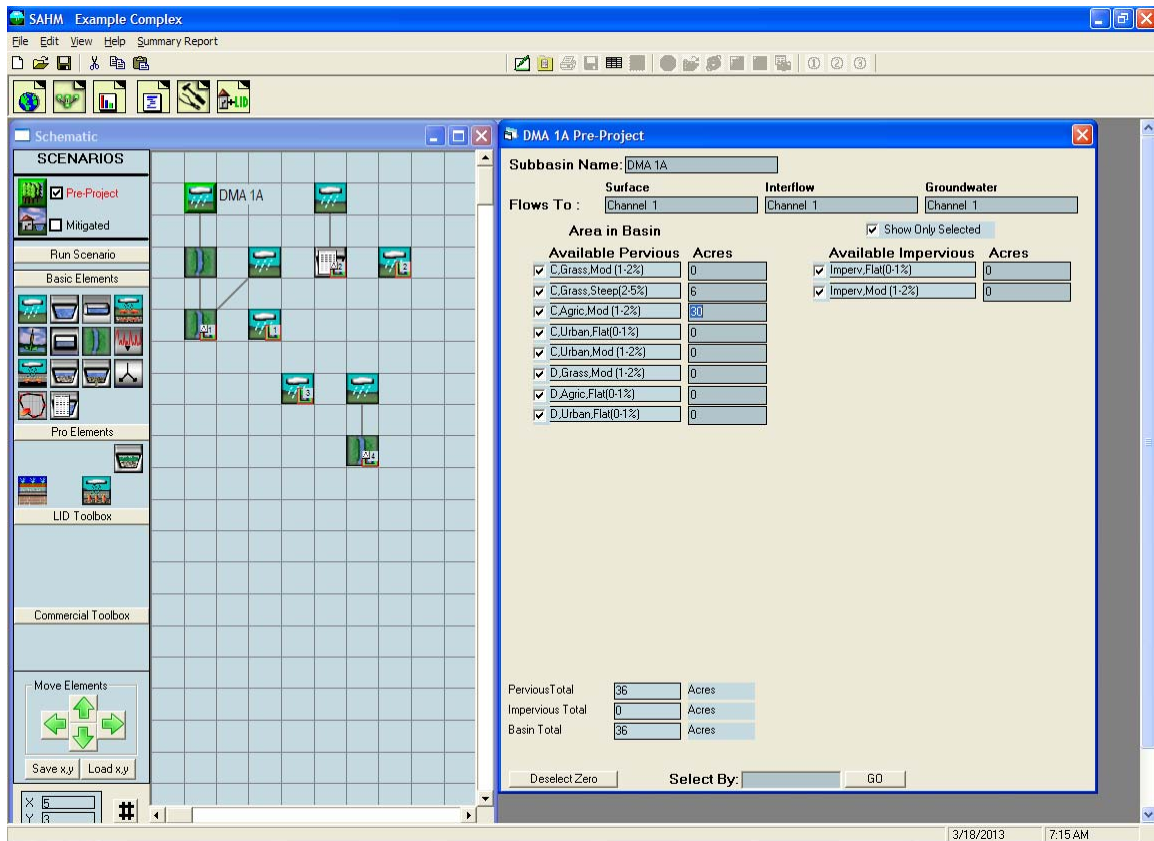 SAHM Example Complex
File Edit View Help Summary Report
Schematic
SCENARIOS
Pre-Project
Mitigated
Run Scenario
Basic Elements
Pro Elements
LID Toolbox
Commercial Toolbox
Move Elements
Save x,y Load x,y
X 5
Y 3
#
DMA 1A
2
2
1
1
3
4
+LID
DMA 1A Pre-Project
Subbasin Name: DMA 1A
Surface Interflow Groundwater
Flows To : Channel 1 Channel 1 Channel 1
Area in Basin Show Only Selected
Available Pervious Acres Available Impervious Acres
C,Grass,Mod (1-2%) 0 Imperv,Flat(0-1%) 0
C,Grass,Steep(2-5%) 6 Imperv,Mod (1-2%) 0
C,Agric,Mod (1-2%) 30
C,Urban,Flat(0-1%) 0
C,Urban,Mod (1-2%) 0
D,Grass,Mod (1-2%) 0
D,Agric,Flat(0-1%) 0
D,Urban,Flat(0-1%) 0
PerviousTotal 36 Acres
Impervious Total 0 Acres
Basin Total 36 Acres
Deselect Zero Select By: GO
3/18/2013 7:15 AM